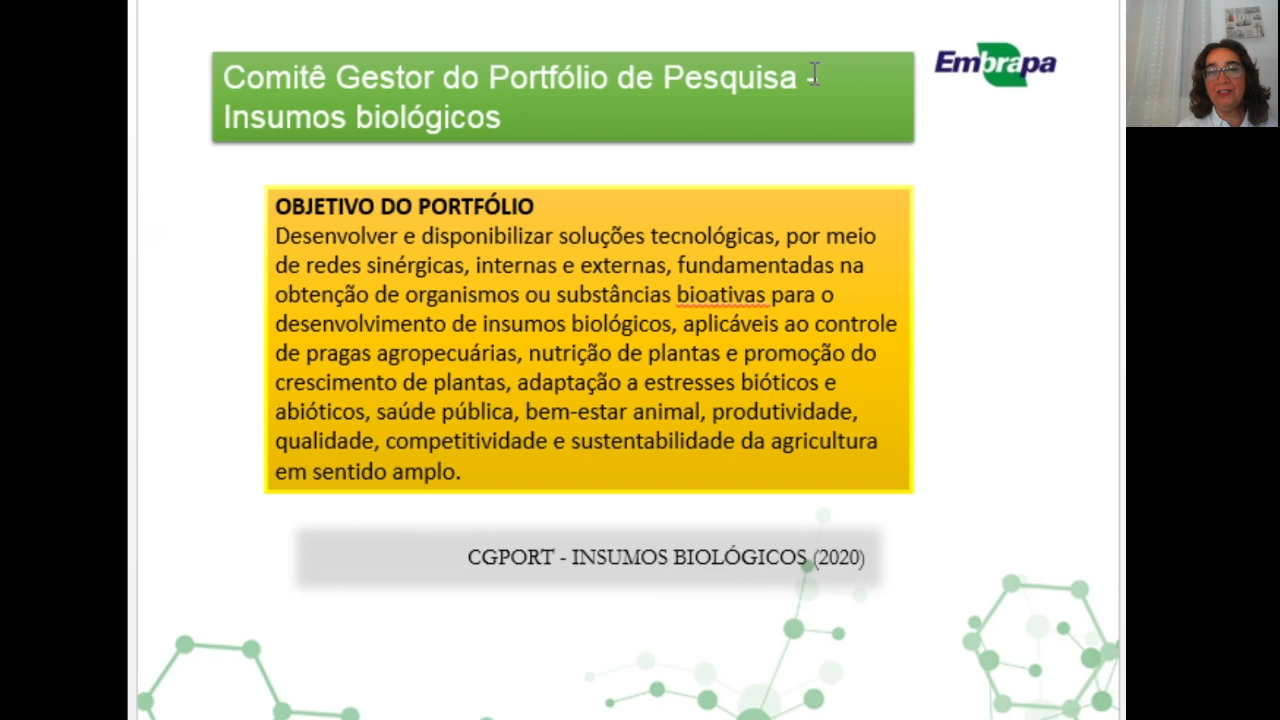 Comitê Gestor do Portfólio de Pesquisa -
Insumos biológicos
Embrapa
OBJETIVO DO PORTFÓLIO
Desenvolver e disponibilizar soluções tecnológicas, por meio
de redes sinérgicas, internas e externas, fundamentadas na
obtenção de organismos ou substâncias bioativas para o
desenvolvimento de insumos biológicos, aplicáveis ao controle
de pragas agropecuárias, nutrição de plantas e promoção do
crescimento de plantas, adaptação a estresses bióticos e
abióticos, saúde pública, bem-estar animal, produtividade,
qualidade, competitividade e sustentabilidade da agricultura
em sentido amplo.
CGPORT - INSUMOS BIOLÓGICOS (2020)